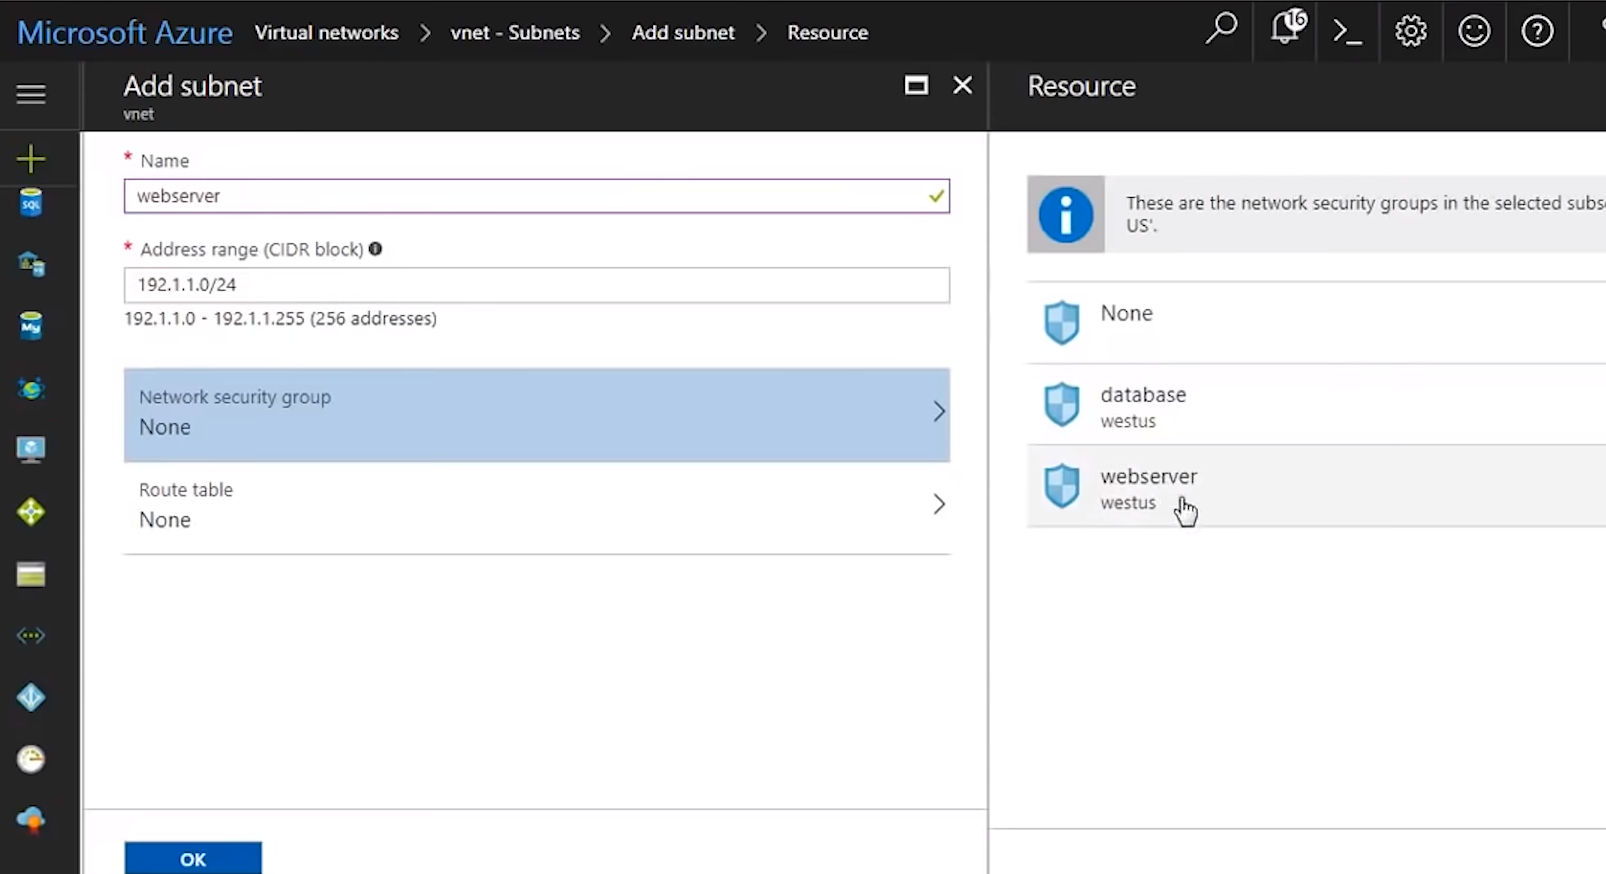 Microsoft Azure Virtual networks > vnet - Subnets > Add subnet > Resource
16
Add subnet
vnet
Resource
* Name
webserver
* Address range (CIDR block)
192.1.1.0/24
192.1.1.0 - 192.1.1.255 (256 addresses)
Network security group
None
Route table
None
OK
These are the network security groups in the selected
US'.
None
database
westus
webserver
westus
SQL
My